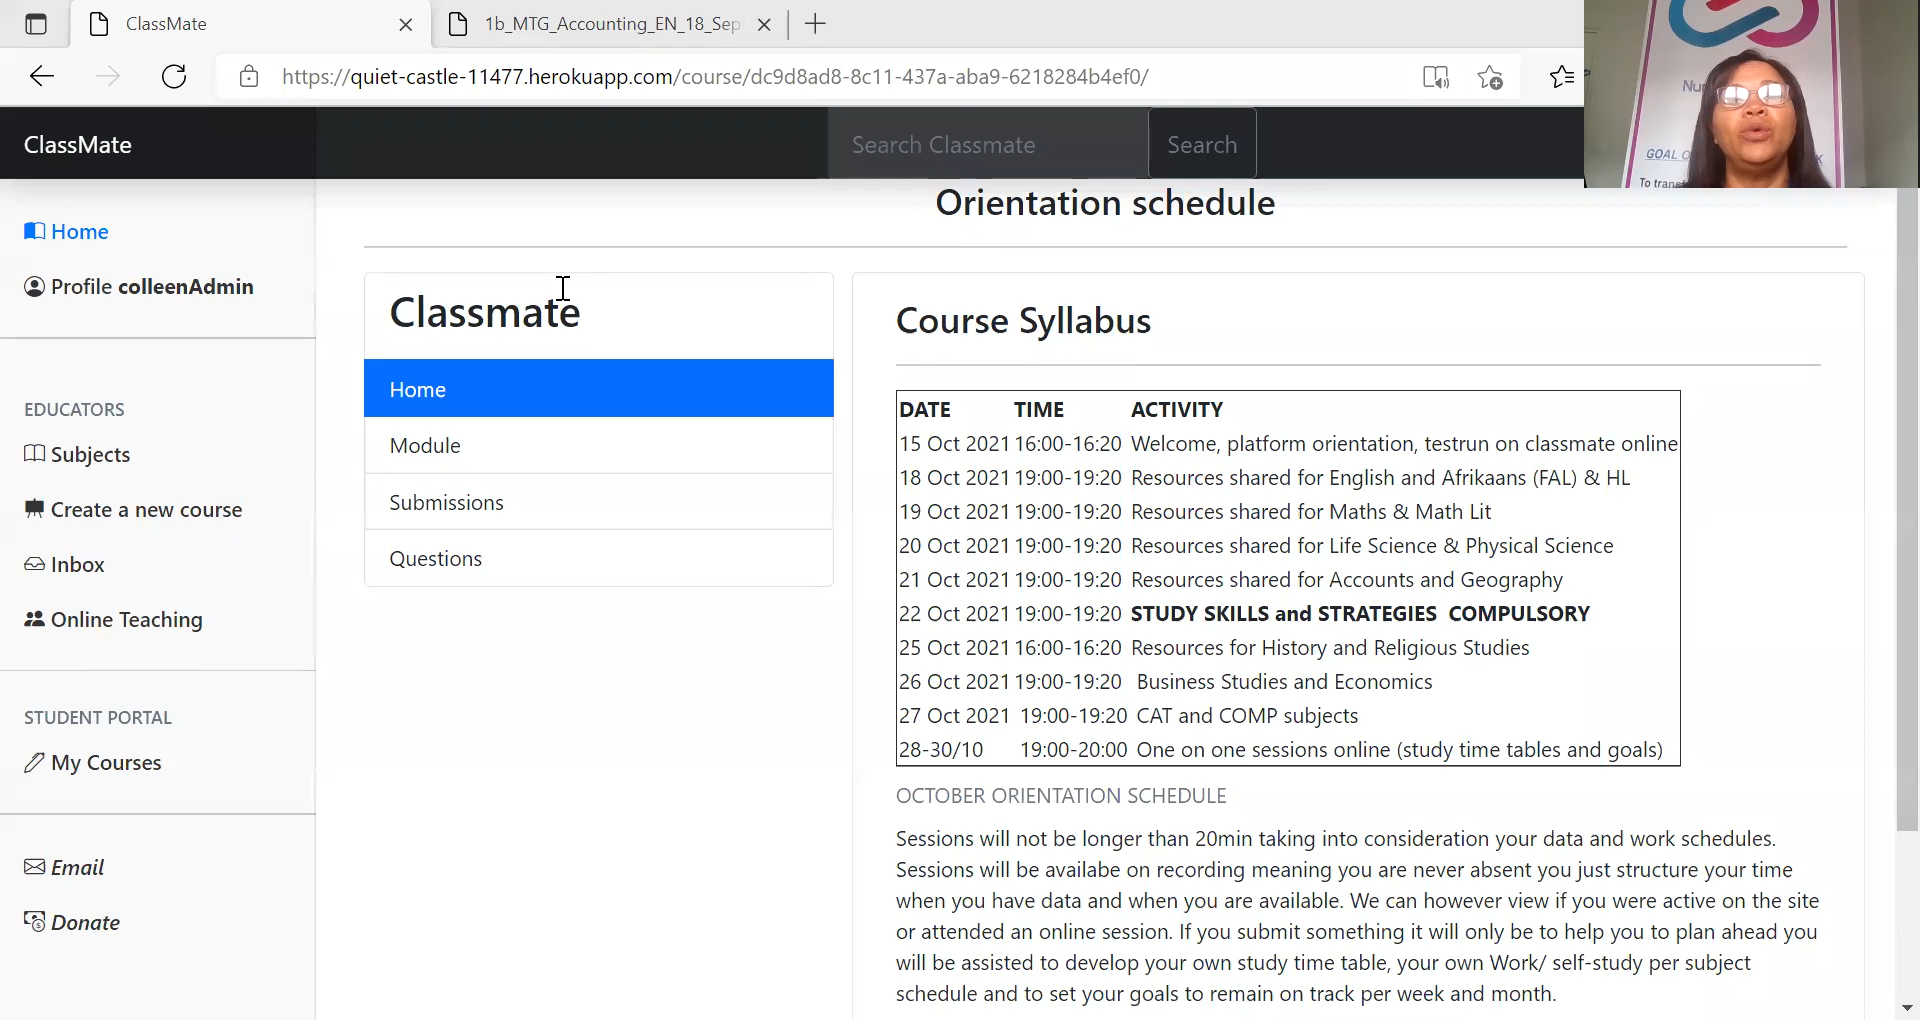 ClassMate
1b_MTG_Accounting_EN_18_Sep
https://quiet-castle-11477.herokuapp.com/course/dc9d8ad8-8c11-437a-aba9-6218284b4ef0/
ClassMate
Search Classmate
Search
GOAL
To
Orientation schedule
Home
Profile colleenAdmin
EDUCATORS
Subjects
Create a new course
Inbox
Online Teaching
STUDENT PORTAL
My Courses
Email
Donate
Classmate
Home
Module
Submissions
Questions
Course Syllabus
DATE TIME ACTIVITY
15 Oct 2021 16:00-16:20 Welcome, platform orientation, testrun on classmate online
18 Oct 2021 19:00-19:20 Resources shared for English and Afrikaans (FAL) & HL
19 Oct 2021 19:00-19:20 Resources shared for Maths & Math Lit
20 Oct 2021 19:00-19:20 Resources shared for Life Science & Physical Science
21 Oct 2021 19:00-19:20 Resources shared for Accounts and Geography
22 Oct 2021 19:00-19:20 STUDY SKILLS and STRATEGIES COMPULSORY
25 Oct 2021 16:00-16:20 Resources for History and Religious Studies
26 Oct 2021 19:00-19:20 Business Studies and Economics
27 Oct 2021 19:00-19:20 CAT and COMP subjects
28-30/10 19:00-20:00 One on one sessions online (study time tables and goals)
OCTOBER ORIENTATION SCHEDULE
Sessions will not be longer than 20min taking into consideration your data and work schedules.
Sessions will be availabe on recording meaning you are never absent you just structure your time
when you have data and when you are available. We can however view if you were active on the site
or attended an online session. If you submit something it will only be to help you to plan ahead you
will be assisted to develop your own study time table, your own Work/ self-study per subject
schedule and to set your goals to remain on track per week and month.